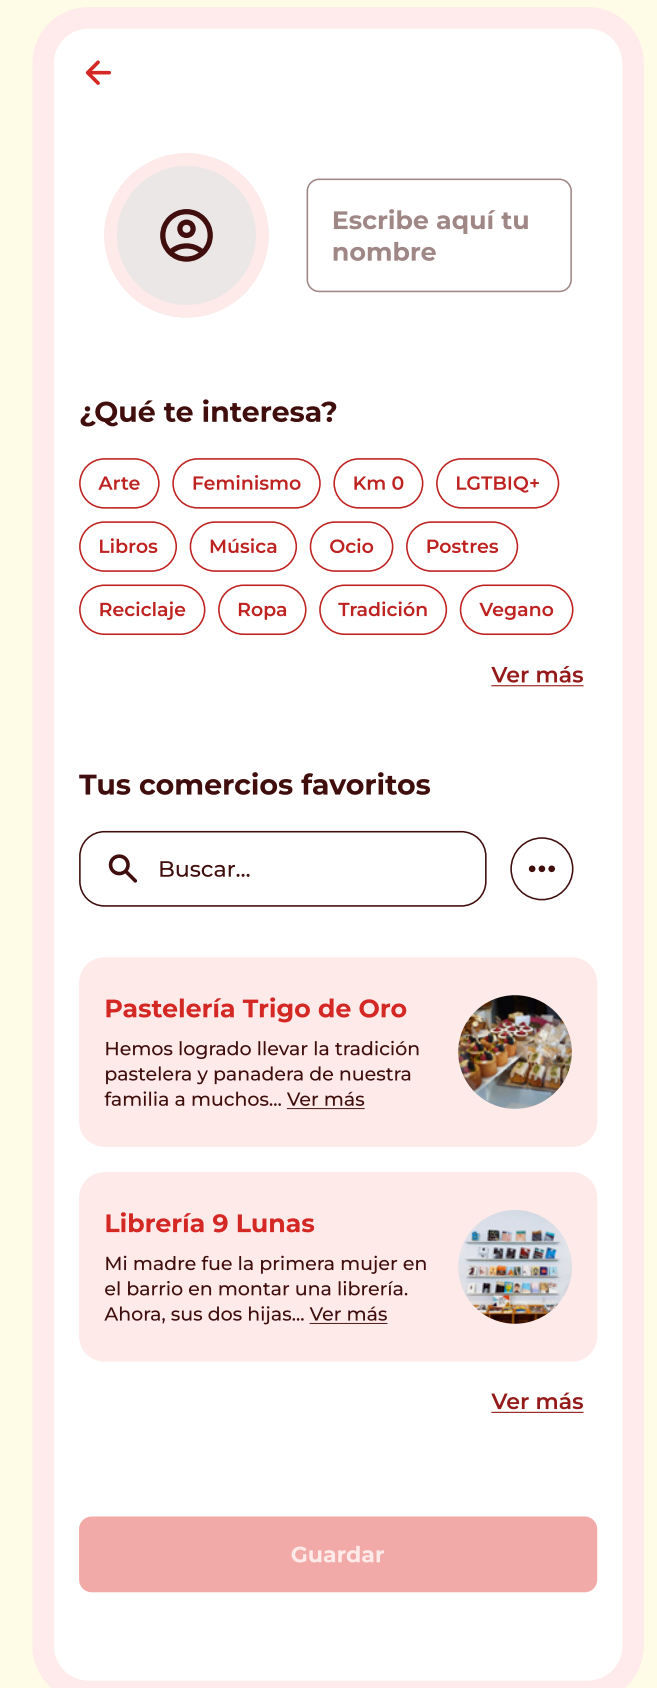 Escribe aquí tu
nombre
¿Qué te interesa?
Arte Feminismo Km 0 LGTBIQ+
Libros Música Ocio Postres
Reciclaje Ropa Tradición Vegano
Ver más
Tus comercios favoritos
Buscar...
Pastelería Trigo de Oro
Hemos logrado llevar la tradición
pastelera y panadera de nuestra
familia a muchos... Ver más
Librería 9 Lunas
Mi madre fue la primera mujer en
el barrio en montar una librería.
Ahora, sus dos hijas... Ver más
Ver más
Guardar